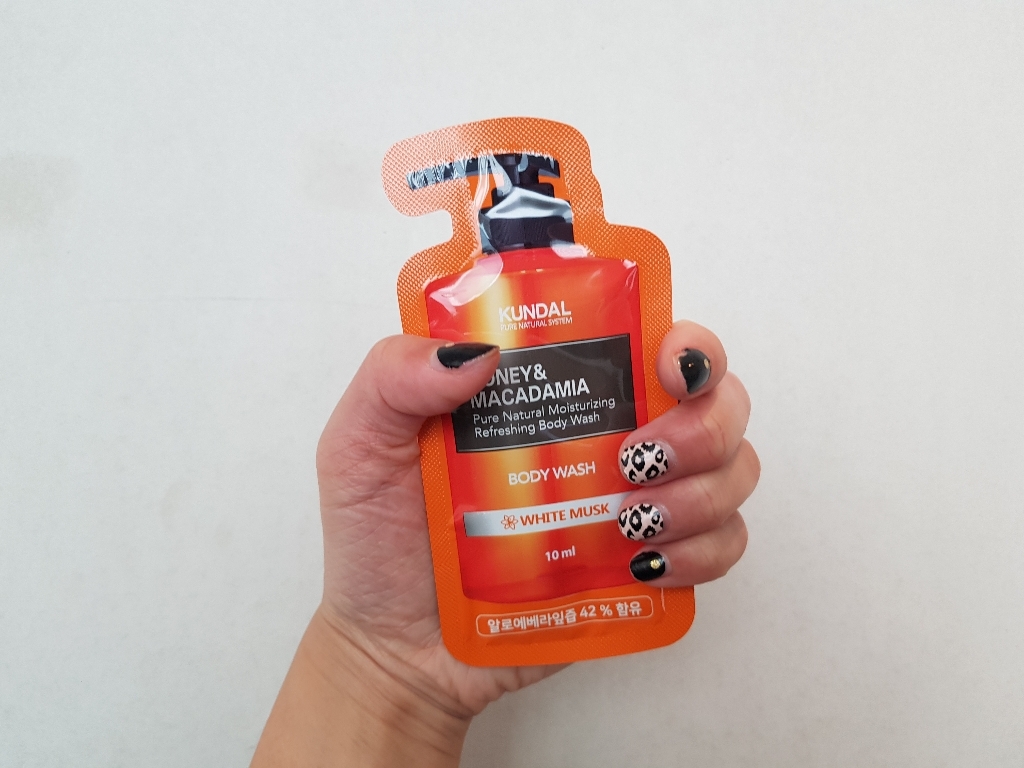 KUNDAL
PURE NATURAL SYSTEM
ONEY&
MACADAMIA
Pure Natural Moisturizing
Refreshing Body Wash
BODY WASH
WHITE MUSK
10 ml
알로에베라잎즙 42 % 함유